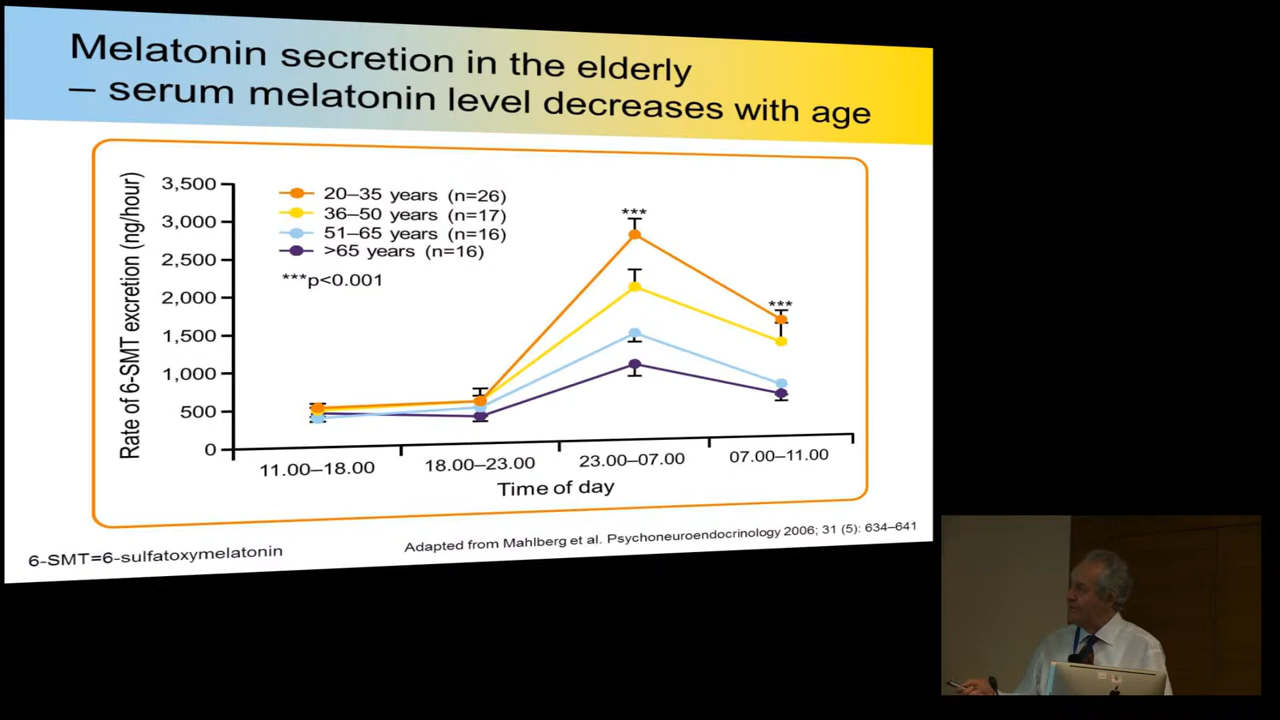 Melatonin secretion in the elderly
– serum melatonin level decreases with age
Rate of 6-SMT excretion (ng/hour)
3,500
3,000
2,500
2,000
1,500
1,000
500
0
20–35 years (n=26)
36–50 years (n=17)
51–65 years (n=16)
>65 years (n=16)
***p<0.001
***
***
11.00–18.00
18.00–23.00
23.00–07.00
07.00–11.00
Time of day
6-SMT=6-sulfatoxymelatonin
Adapted from Mahlberg et al. Psychoneuroendocrinology 2006; 31 (5): 634–641